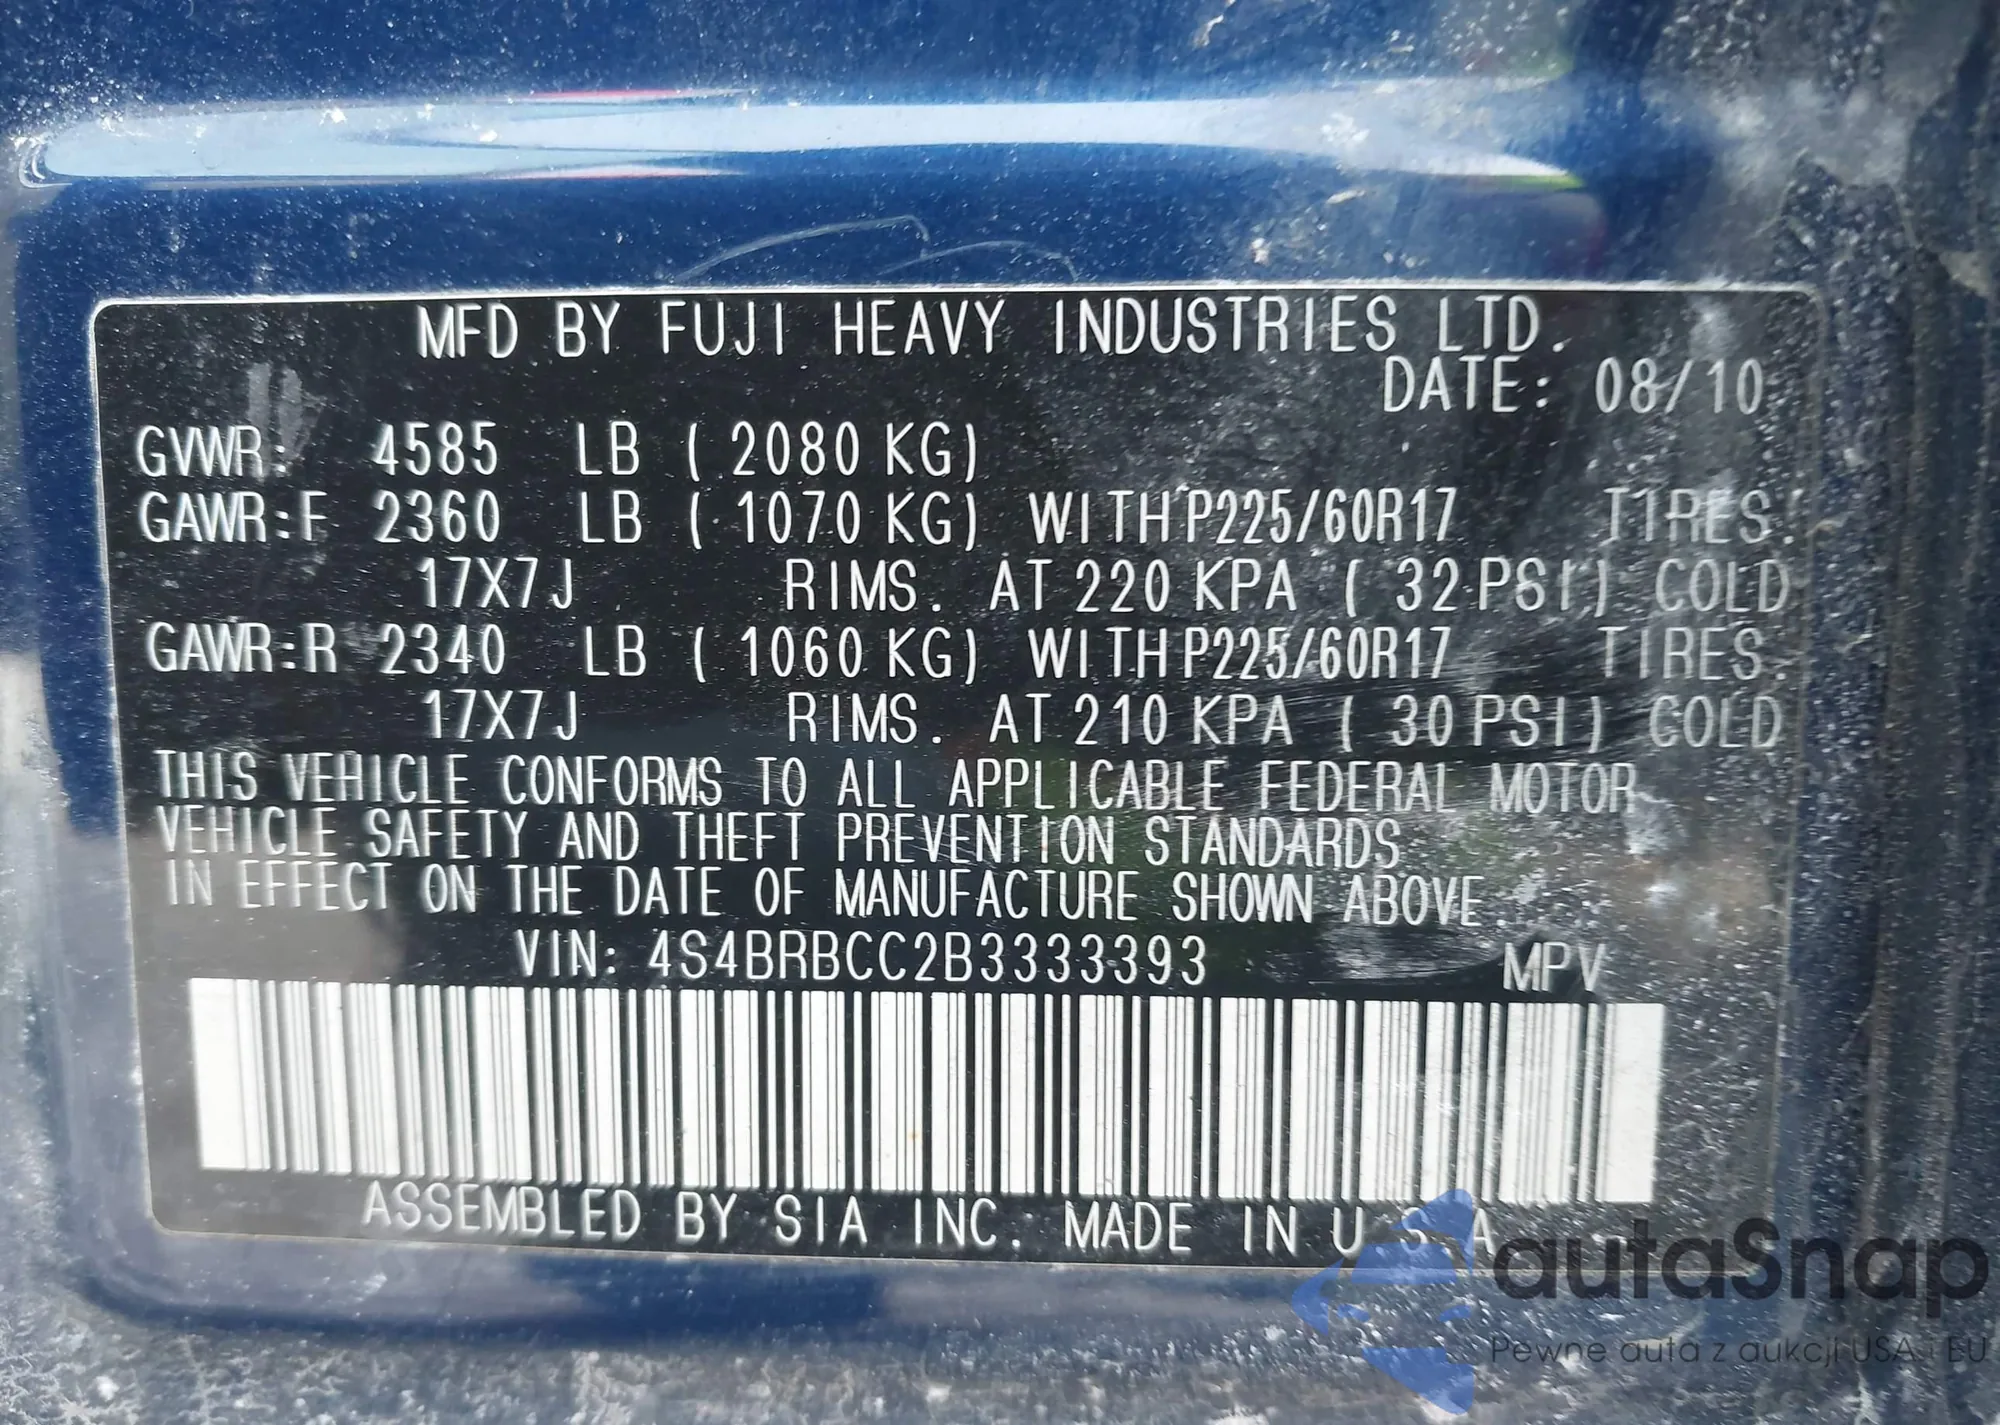 MFD BY FUJI HEAVY INDUSTRIES LTD.
DATE: 08/10
GVWR: 4585 LB ( 2080 KG)
GAWR:F 2360 LB ( 1070 KG) WITH P225/60R17 TIRES.
17X7J RIMS. AT 220 KPA ( 32 PSI) COLD
GAWR:R 2340 LB ( 1060 KG) WITH P225/60R17 TIRES.
17X7J RIMS. AT 210 KPA ( 30 PSI) COLD
THIS VEHICLE CONFORMS TO ALL APPLICABLE FEDERAL MOTOR
VEHICLE SAFETY AND THEFT PREVENTION STANDARDS
IN EFFECT ON THE DATE OF MANUFACTURE SHOWN ABOVE.
VIN: 4S4BRBCC2B3333393 MPV
ASSEMBLED BY SIA INC. MADE IN U.S.A.
autaSnap
Pewne auta z aukcji USA i EU